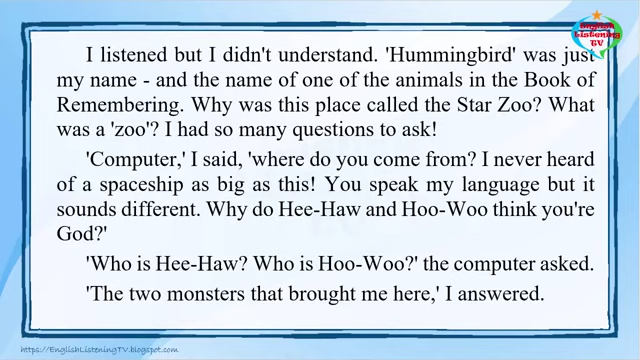 English
Listening
TV
I listened but I didn't understand. 'Hummingbird' was just
my name - and the name of one of the animals in the Book of
Remembering. Why was this place called the Star Zoo? What
was a 'zoo'? I had so many questions to ask!
'Computer,' I said, 'where do you come from? I never heard
of a spaceship as big as this! You speak my language but it
sounds different. Why do Hee-Haw and Hoo-Woo think you're
God?'
'Who is Hee-Haw? Who is Hoo-Woo?' the computer asked.
'The two monsters that brought me here,' I answered.
https://EnglishListeningTV.blogspot.com